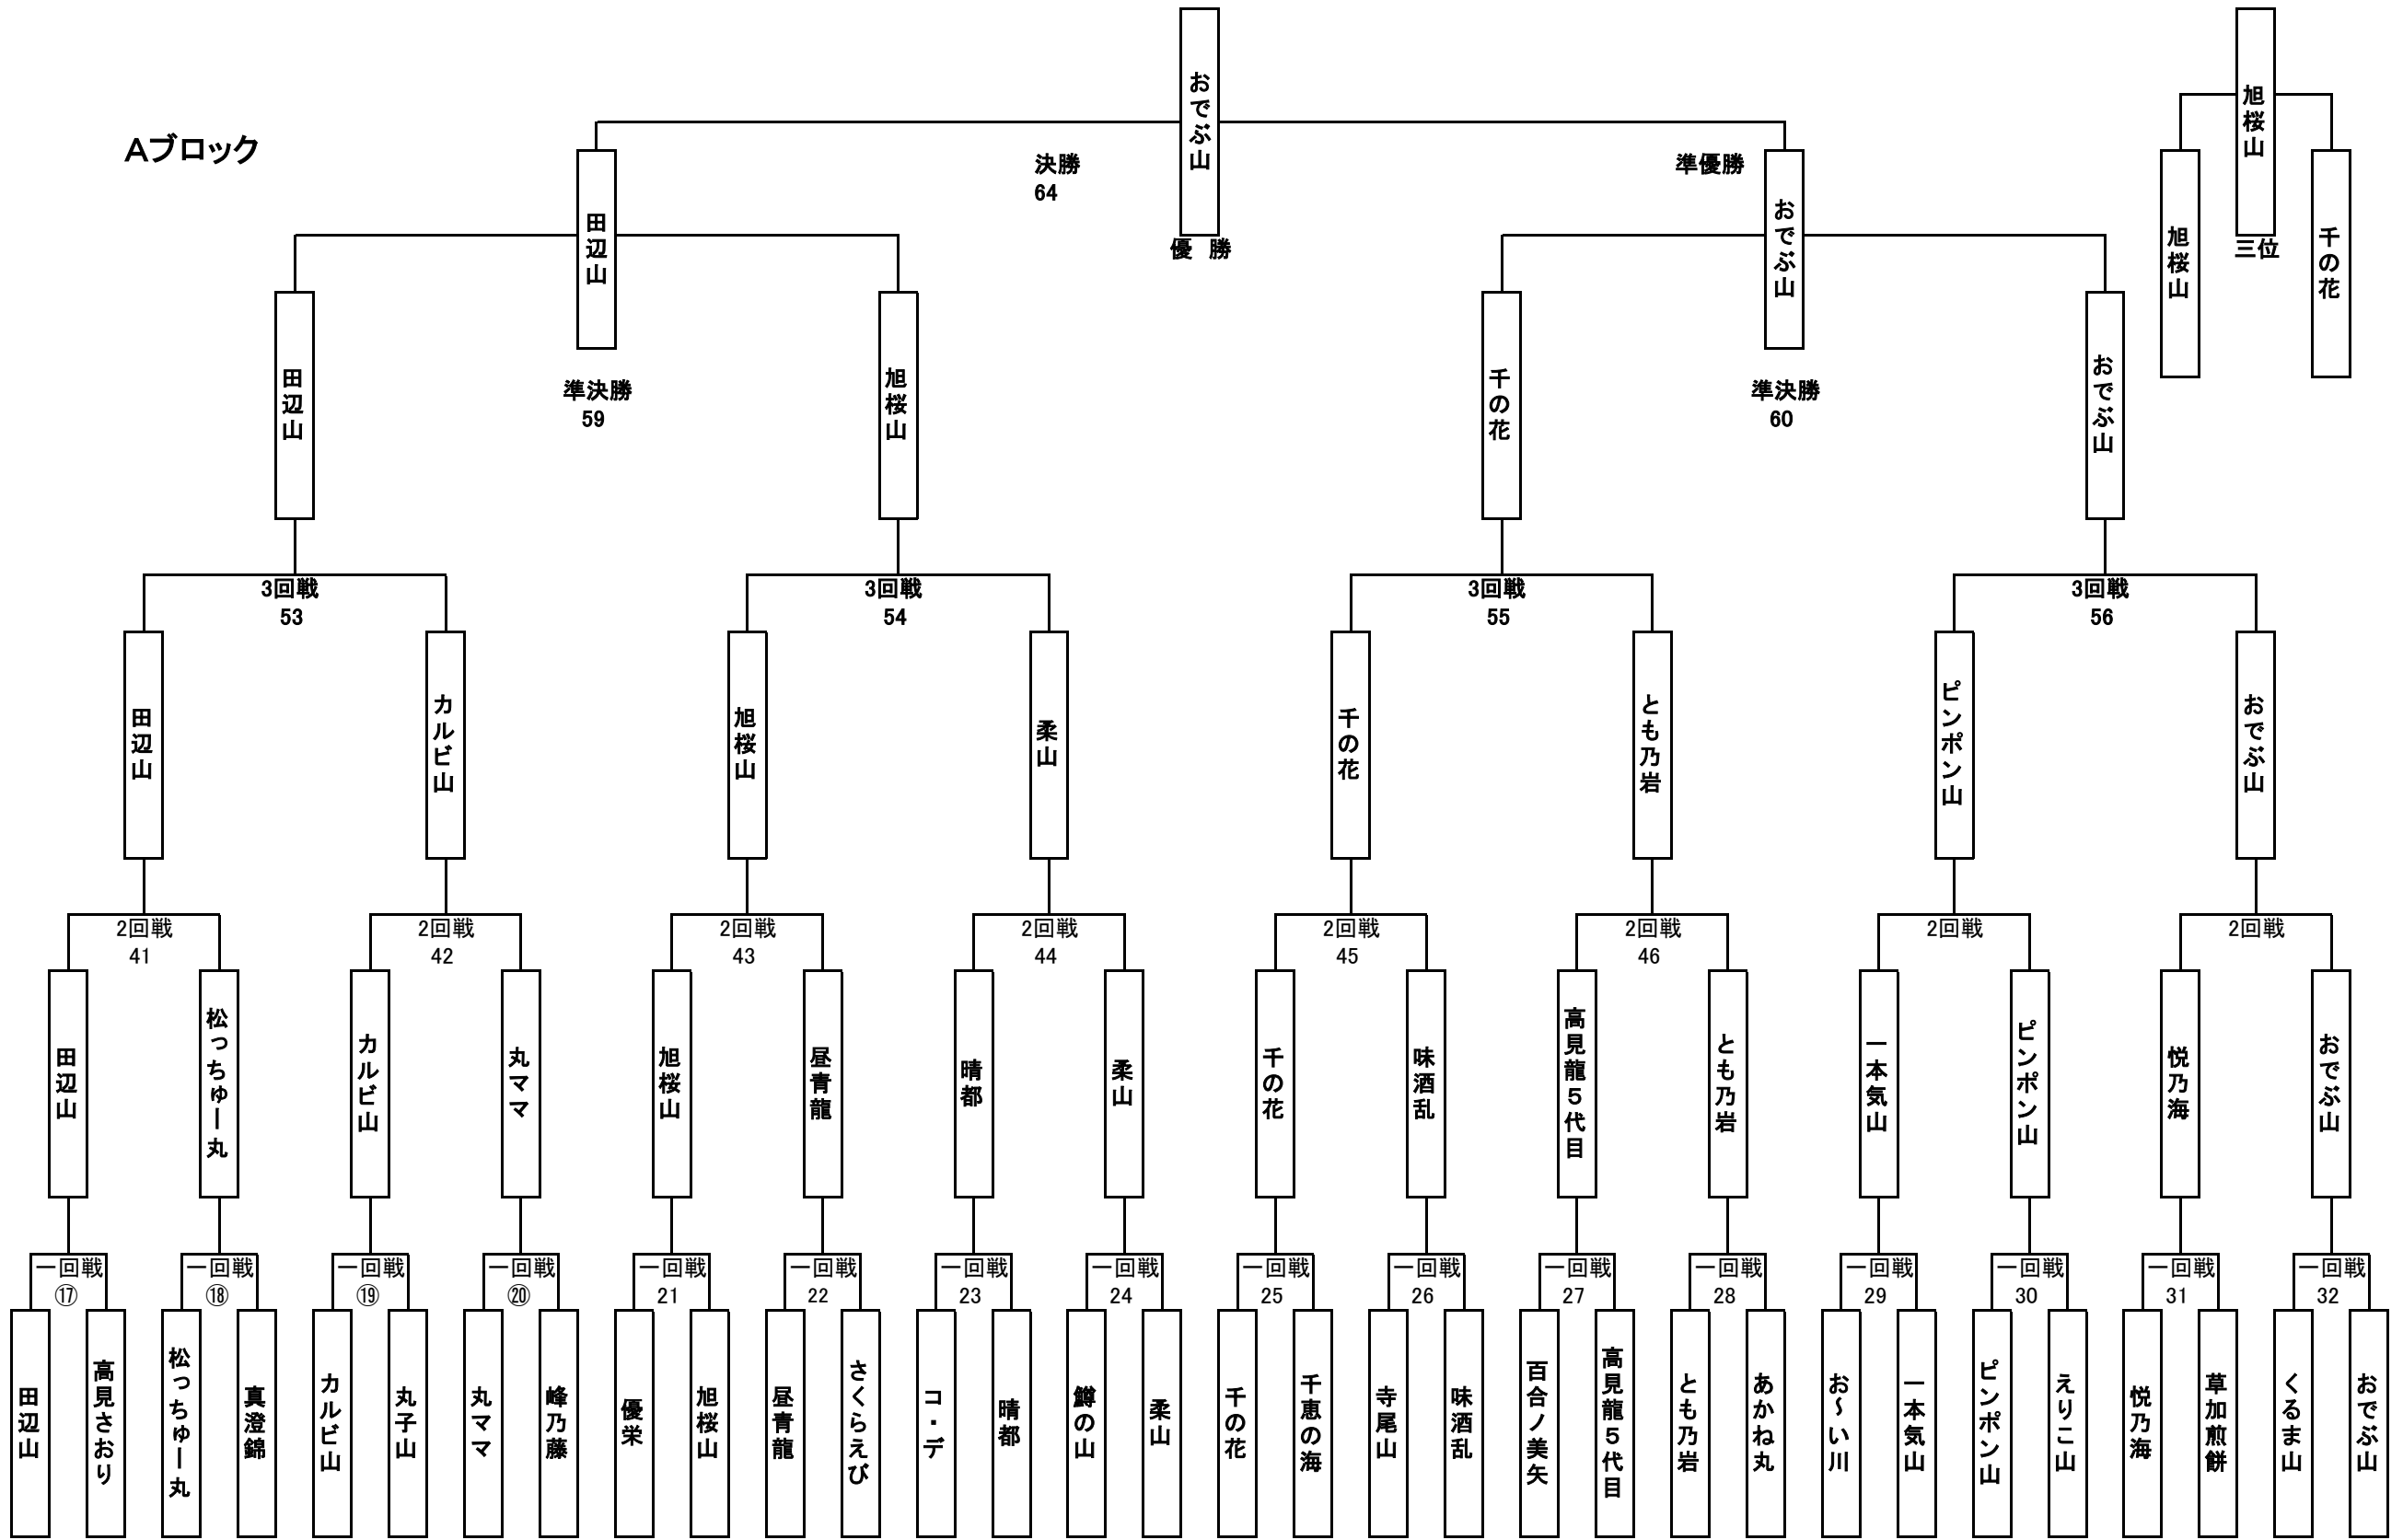 おでぶ山
旭桜山
Aブロック
決勝
64
準優勝
田辺山
おでぶ山
優 勝
旭桜山
三位
千の花
田辺山
準決勝
59
旭桜山
千の花
準決勝
60
おでぶ山
3回戦
53
3回戦
54
3回戦
55
3回戦
56
田辺山
カルビ山
旭桜山
柔山
千の花
とも乃岩
ピンポン山
おでぶ山
2回戦
41
2回戦
42
2回戦
43
2回戦
44
2回戦
45
2回戦
46
2回戦
2回戦
田辺山
松っちゅー丸
カルビ山
丸ママ
旭桜山
昼青龍
晴都
柔山
千の花
味酒乱
高見龍5代目
とも乃岩
一本気山
ピンポン山
悦乃海
おでぶ山
一回戦
⑰
一回戦
⑱
一回戦
⑲
一回戦
⑳
一回戦
21
一回戦
22
一回戦
23
一回戦
24
一回戦
25
一回戦
26
一回戦
27
一回戦
28
一回戦
29
一回戦
30
一回戦
31
一回戦
32
田辺山
高見さおり
松っちゅー丸
真澄錦
カルビ山
丸子山
丸ママ
峰乃藤
優栄
旭桜山
昼青龍
さくらえび
コ・デ
晴都
鱒の山
柔山
千の花
千恵の海
寺尾山
味酒乱
百合ノ美矢
高見龍5代目
とも乃岩
あかね丸
お～い川
一本気山
ピンポン山
えりこ山
悦乃海
草加煎餅
くるま山
おでぶ山